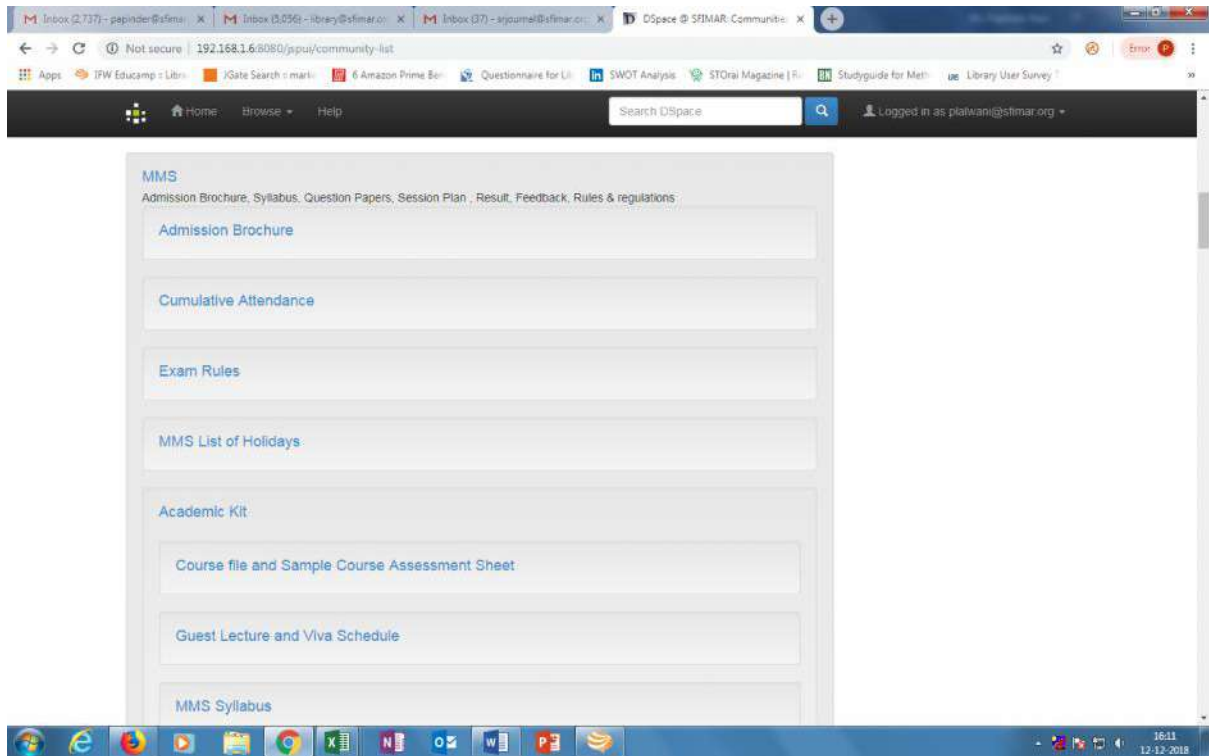 Inbox (2,737) - pepinder@sfimar
Inbox (5,056) - library@sfimar.or
Inbox (37) - srjournal@sfimar.or
DSpace @ SFIMAR: Communitie
Not secure 192.168.1.6:8080/jspui/community-list
Error P
Apps
IFW Educamp :: Libra
JGate Search :: mark
6 Amazon Prime Ben
Questionnaire for Li
SWOT Analysis
STOrai Magazine | R
Studyguide for Meth
Library User Survey
Home Browse Help
Search DSpace
Logged in as plalwani@sfimar.org
MMS
Admission Brochure, Syllabus, Question Papers, Session Plan , Result, Feedback, Rules & regulations
Admission Brochure
Cumulative Attendance
Exam Rules
MMS List of Holidays
Academic Kit
Course file and Sample Course Assessment Sheet
Guest Lecture and Viva Schedule
MMS Syllabus
16:11
12-12-2018